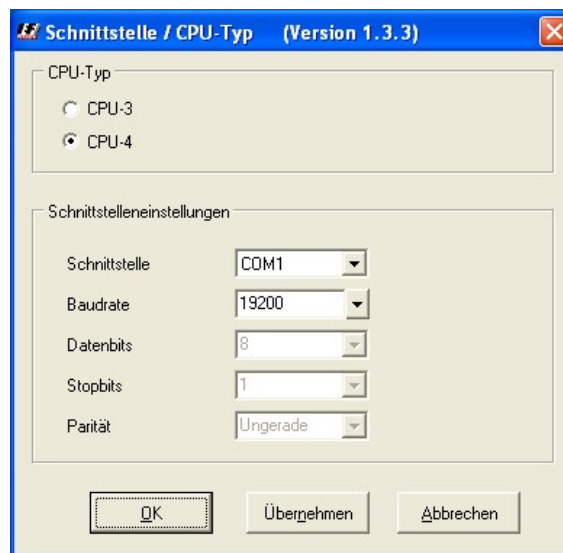 Schnittstelle / CPU-Typ (Version 1.3.3)
CPU-Typ
CPU-3
CPU-4
Schnittstelleneinstellungen
Schnittstelle COM1
Baudrate 19200
Datenbits 8
Stopbits 1
Parität Ungerade
OK Übernehmen Abbrechen